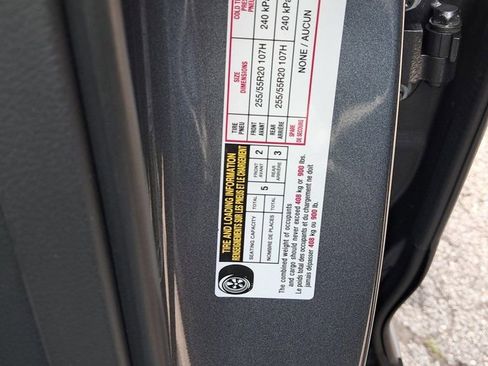 TIRE AND LOADING INFORMATION
RENSEIGNEMENTS SUR LES PNEUS ET LE CHARGEMENT
SEATING CAPACITY TOTAL 5 FRONT 2 REAR 3
NOMBRE DE PLACES TOTAL AVANT ARRIÈRE
The combined weight of occupants
and cargo should never exceed 408 kg or 900 lbs.
Le poids total des occupants et du chargement ne doit
jamais dépasser 408 kg ou 900 lb.
TIRE SIZE COLD TI
PNEU DIMENSIONS PRES
PNEU
FRONT 255/55R20 107H 240 kPa
AVANT
REAR 255/55R20 107H 240 kPa
ARRIÈRE
SPARE NONE / AUCUN
DE SECOURS